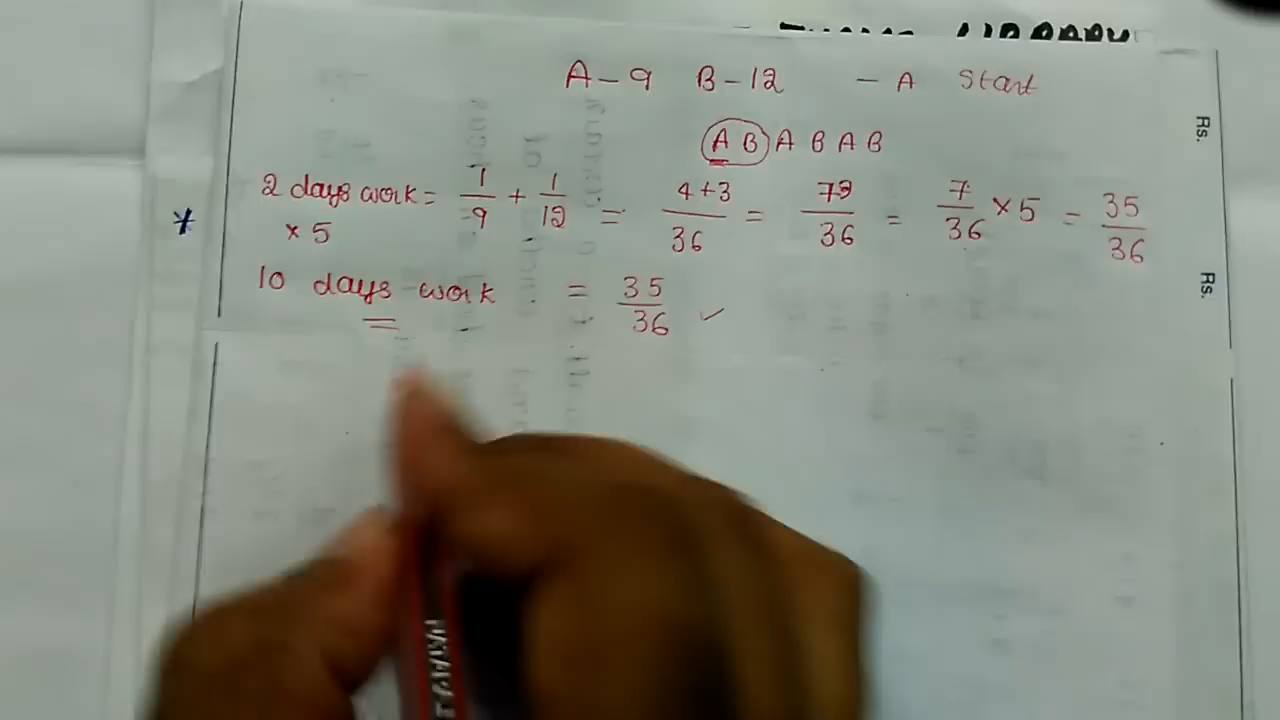 A - 9 B - 12 - A Start
A B A B A B
2 days work = 1/9 + 1/12 = 4+3/36 = 7/36 = 7/36 × 5 = 35/36
× 5
10 days work = 35/36 ✓
Rs.
Rs.